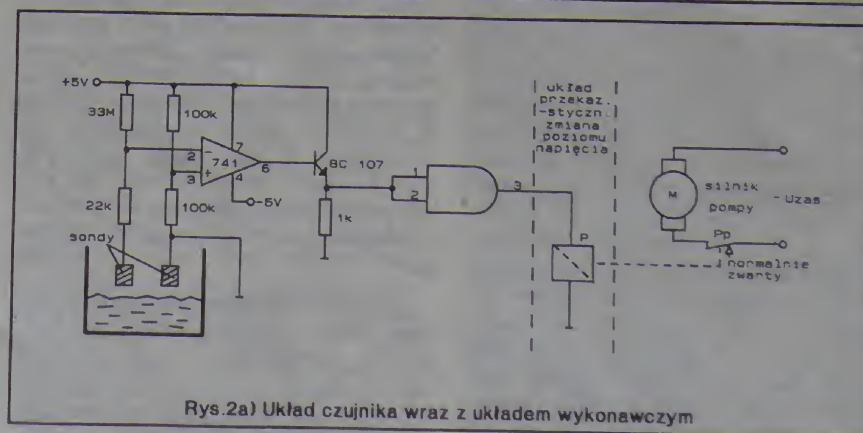 +5V
33M
100k
2
-
7
741
6
3
+
4
-5V
22k
100k
sondy
BC 107
1k
1
2
3
układ
przekaz.
-styczn.
zmiana
poziomu
napięcia
P
M
silnik
pompy
- Uzas
Pp
normalnie
zwarty
Rys.2a) Układ czujnika wraz z układem wykonawczym